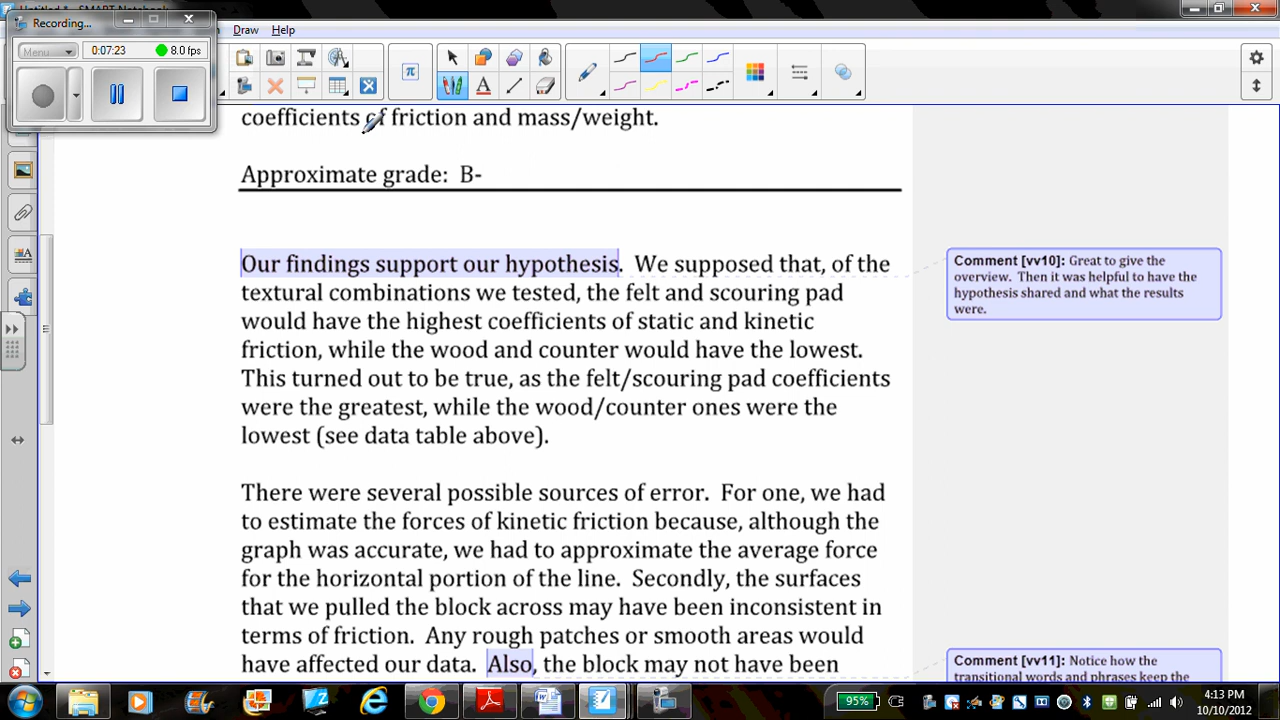 Untitled * - SMART Notebook
Recording...
Menu
0:07:23
8.0 fps
Draw Help
coefficients of friction and mass/weight.
Approximate grade: B-
Our findings support our hypothesis. We supposed that, of the
textural combinations we tested, the felt and scouring pad
would have the highest coefficients of static and kinetic
friction, while the wood and counter would have the lowest.
This turned out to be true, as the felt/scouring pad coefficients
were the greatest, while the wood/counter ones were the
lowest (see data table above).
There were several possible sources of error. For one, we had
to estimate the forces of kinetic friction because, although the
graph was accurate, we had to approximate the average force
for the horizontal portion of the line. Secondly, the surfaces
that we pulled the block across may have been inconsistent in
terms of friction. Any rough patches or smooth areas would
have affected our data. Also, the block may not have been
Comment [vv10]: Great to give the
overview. Then it was helpful to have the
hypothesis shared and what the results
were.
Comment [vv11]: Notice how the
transitional words and phrases keep the
95%
4:13 PM
10/10/2012